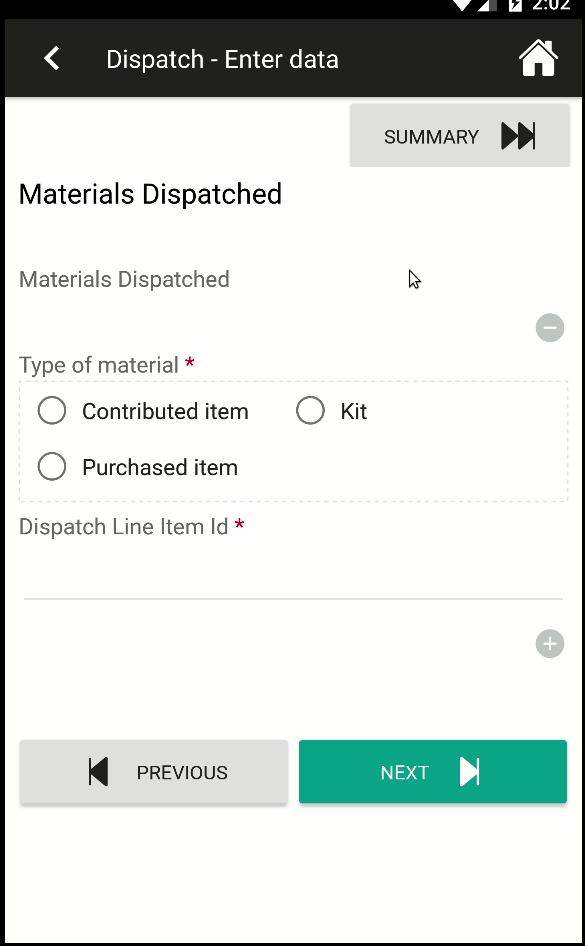 2:02
Dispatch - Enter data
SUMMARY
Materials Dispatched
Materials Dispatched
Type of material *
Contributed item Kit
Purchased item
Dispatch Line Item Id *
PREVIOUS NEXT